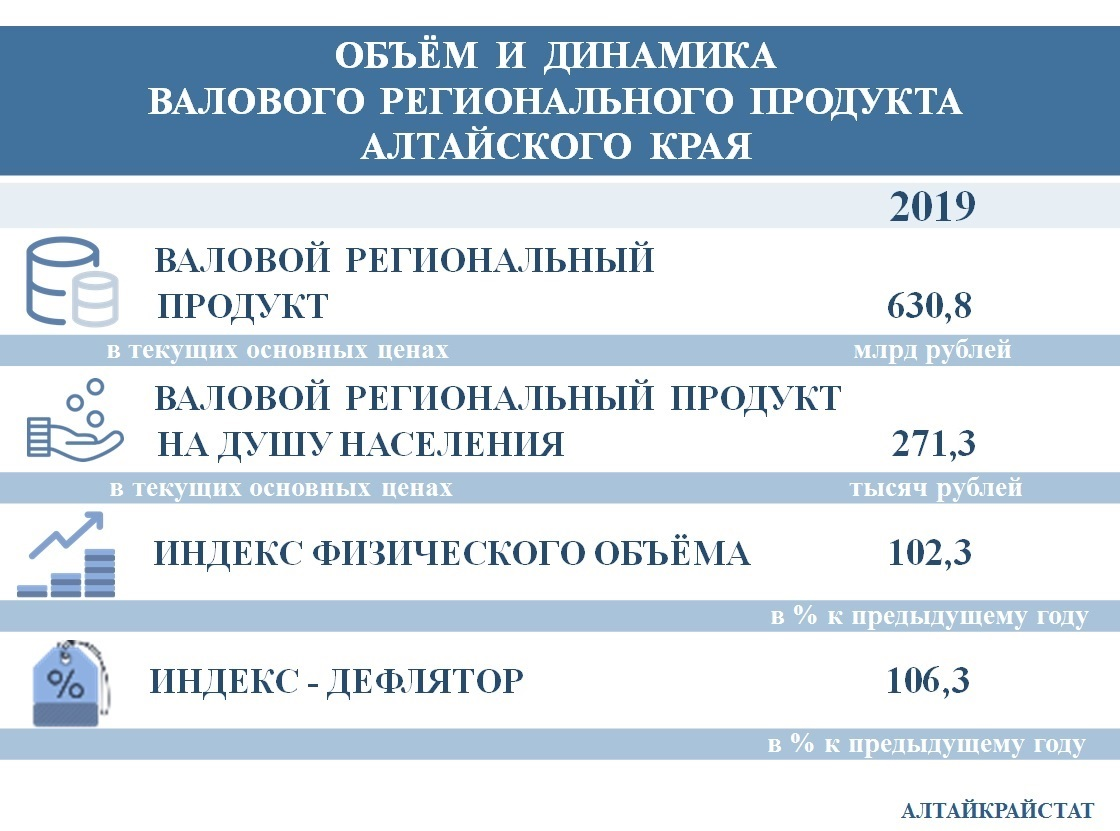 ОБЪЁМ И ДИНАМИКА
ВАЛОВОГО РЕГИОНАЛЬНОГО ПРОДУКТА
АЛТАЙСКОГО КРАЯ
2019
ВАЛОВОЙ РЕГИОНАЛЬНЫЙ
ПРОДУКТ 630,8
в текущих основных ценах млрд рублей
ВАЛОВОЙ РЕГИОНАЛЬНЫЙ ПРОДУКТ
НА ДУШУ НАСЕЛЕНИЯ 271,3
в текущих основных ценах тысяч рублей
ИНДЕКС ФИЗИЧЕСКОГО ОБЪЁМА 102,3
в % к предыдущему году
%
ИНДЕКС - ДЕФЛЯТОР 106,3
в % к предыдущему году
АЛТАЙКРАЙСТАТ